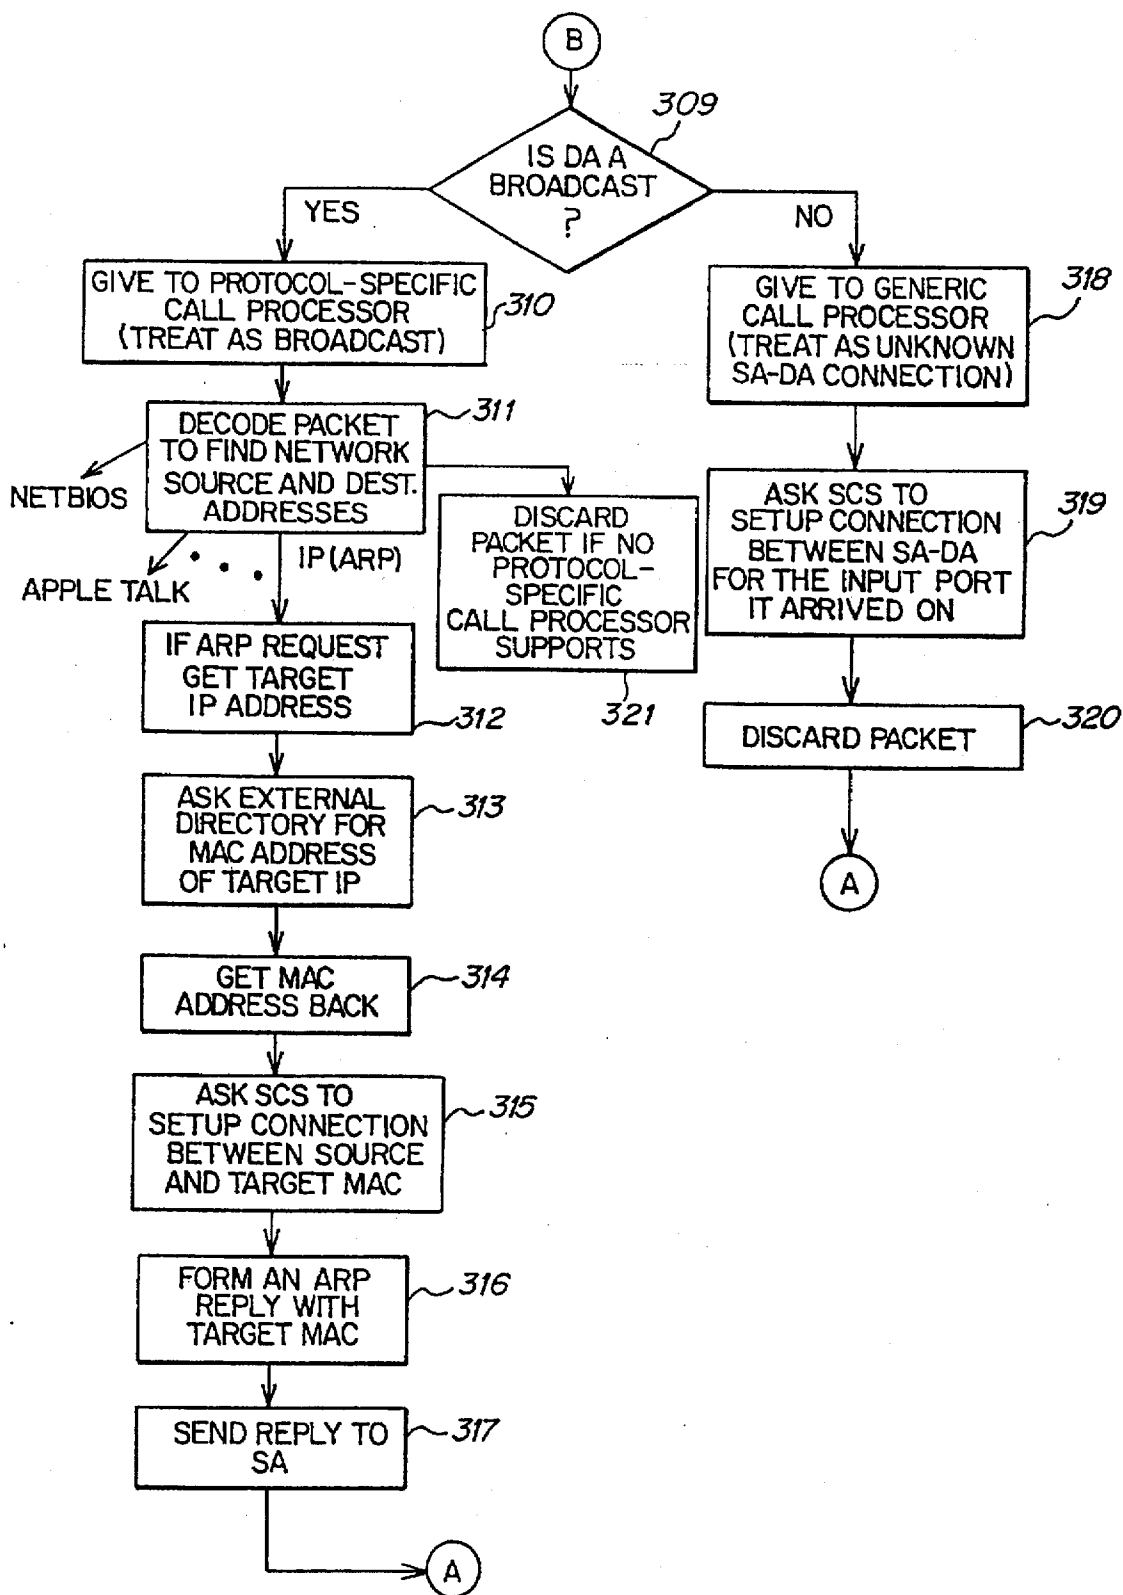 B
309
IS DA A
BROADCAST
?
YES
NO
GIVE TO PROTOCOL-SPECIFIC
CALL PROCESSOR
(TREAT AS BROADCAST)
310
GIVE TO GENERIC
CALL PROCESSOR
(TREAT AS UNKNOWN
SA-DA CONNECTION)
318
DECODE PACKET
TO FIND NETWORK
SOURCE AND DEST.
ADDRESSES
311
NETBIOS
APPLE TALK
IP (ARP)
DISCARD
PACKET IF NO
PROTOCOL-
SPECIFIC
CALL PROCESSOR
SUPPORTS
321
ASK SCS TO
SETUP CONNECTION
BETWEEN SA-DA
FOR THE INPUT PORT
IT ARRIVED ON
319
IF ARP REQUEST
GET TARGET
IP ADDRESS
312
DISCARD PACKET
320
ASK EXTERNAL
DIRECTORY FOR
MAC ADDRESS
OF TARGET IP
313
A
GET MAC
ADDRESS BACK
314
ASK SCS TO
SETUP CONNECTION
BETWEEN SOURCE
AND TARGET MAC
315
FORM AN ARP
REPLY WITH
TARGET MAC
316
SEND REPLY TO
SA
317
A